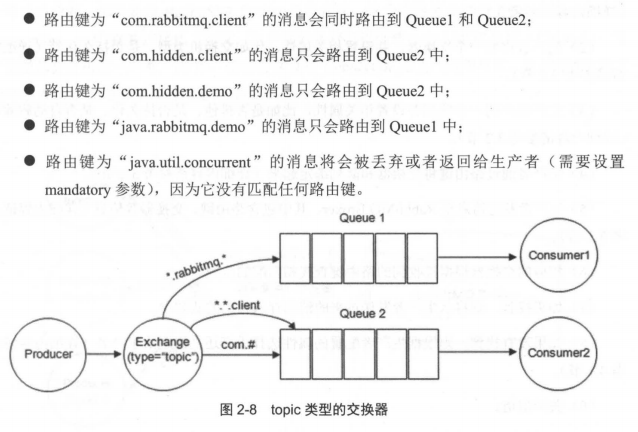 ● 路由键为“com.rabbitmq.client”的消息会同时路由到 Queue1 和 Queue2；
● 路由键为“com.hidden.client”的消息只会路由到 Queue2 中；
● 路由键为“com.hidden.demo”的消息只会路由到 Queue2 中；
● 路由键为“java.rabbitmq.demo”的消息只会路由到 Queue1 中；
● 路由键为“java.util.concurrent”的消息将会被丢弃或者返回给生产者（需要设置
mandatory 参数），因为它没有匹配任何路由键。
Queue 1
*.rabbitmq.*
Consumer1
*.*.client
Queue 2
Producer
Exchange
(type="topic")
com.#
Consumer2
图 2-8 topic 类型的交换器